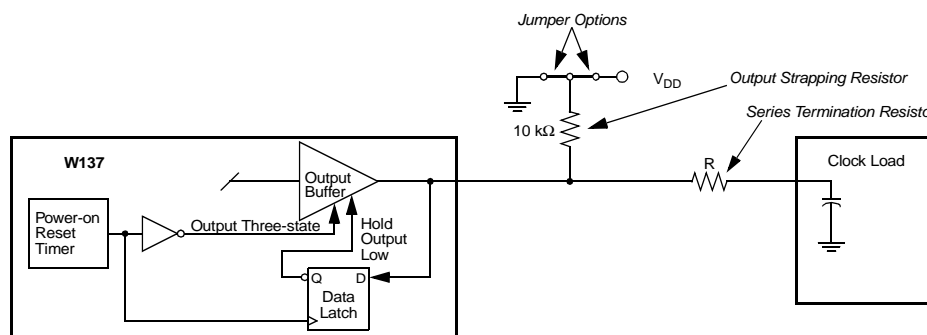 Jumper Options
V_DD
Output Strapping Resistor
10 kΩ
Series Termination Resisto
W137
Clock Load
R
Output
Buffer
Power-on
Reset
Timer
Output Three-state
Hold
Output
Low
Q
D
Data
Latch